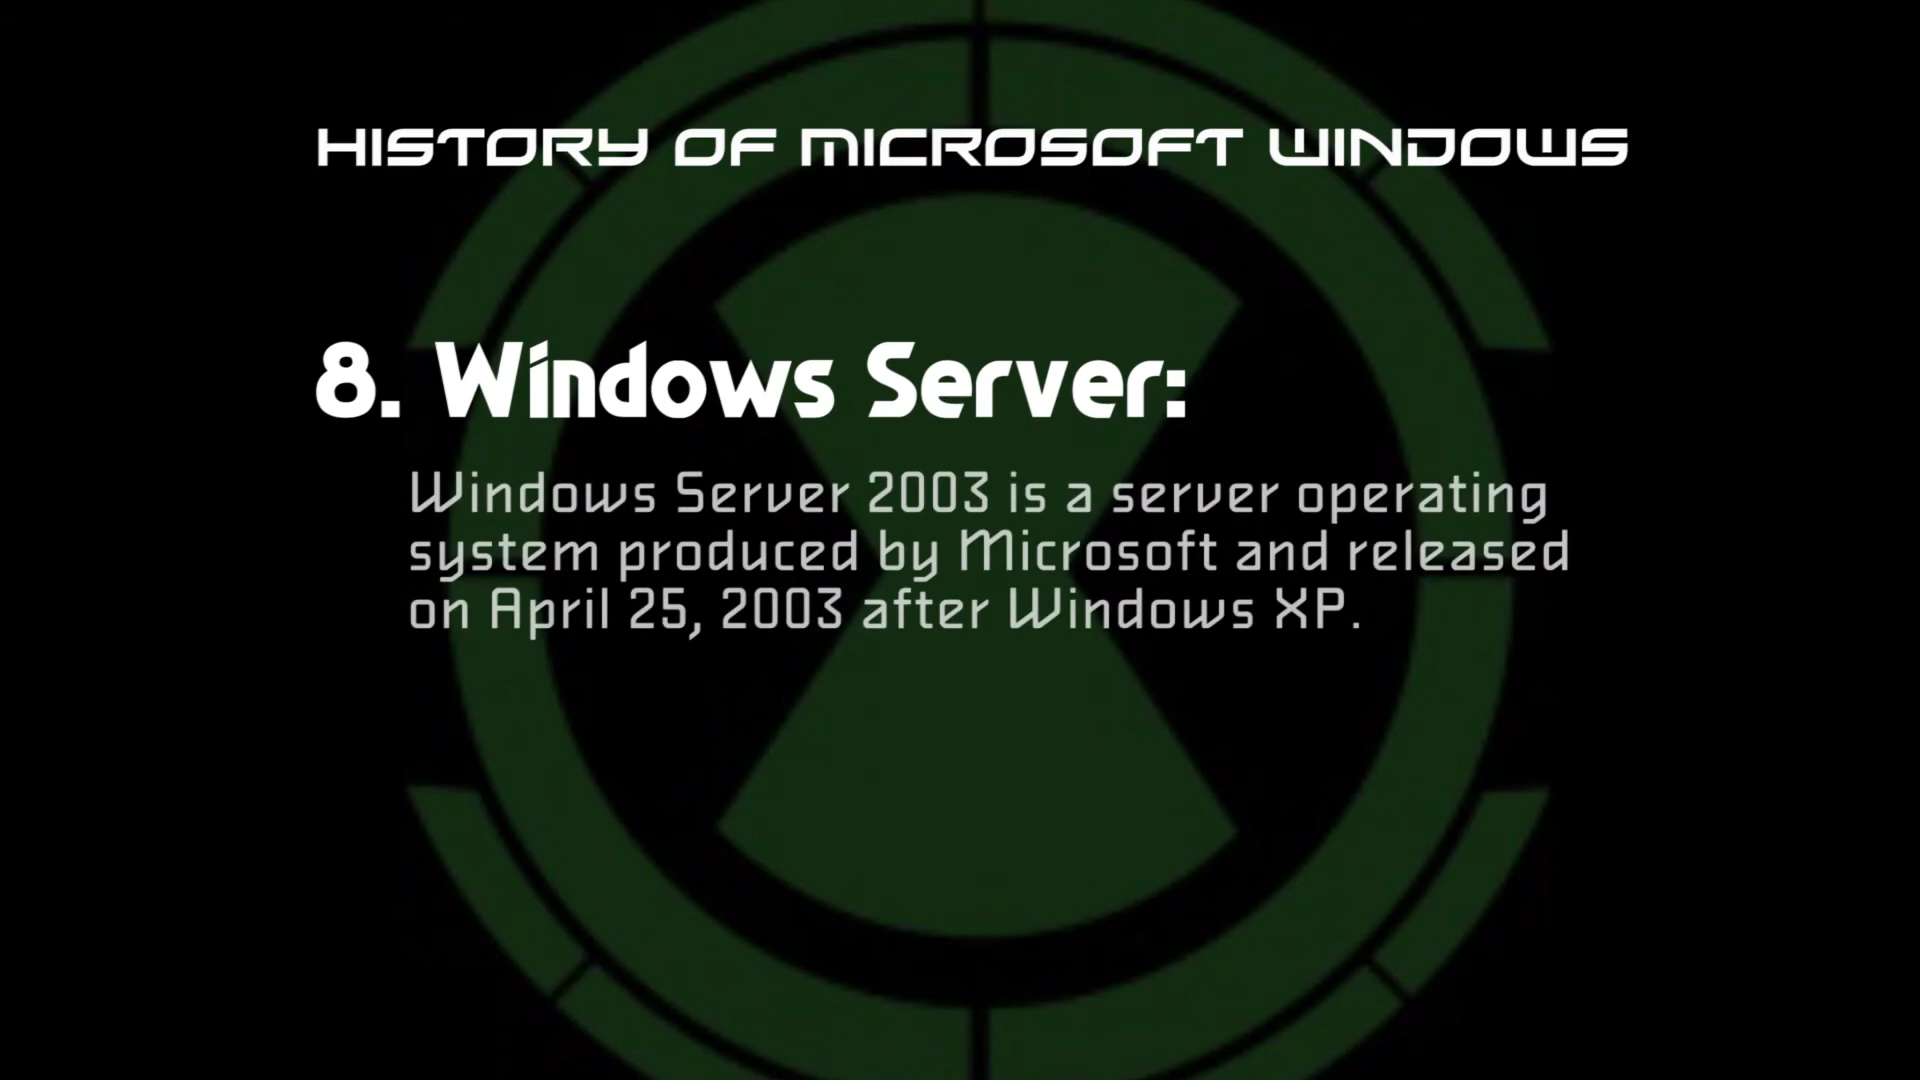 HISTORY OF MICROSOFT WINDOWS
8. Windows Server:
Windows Server 2003 is a server operating
system produced by Microsoft and released
on April 25, 2003 after Windows XP.